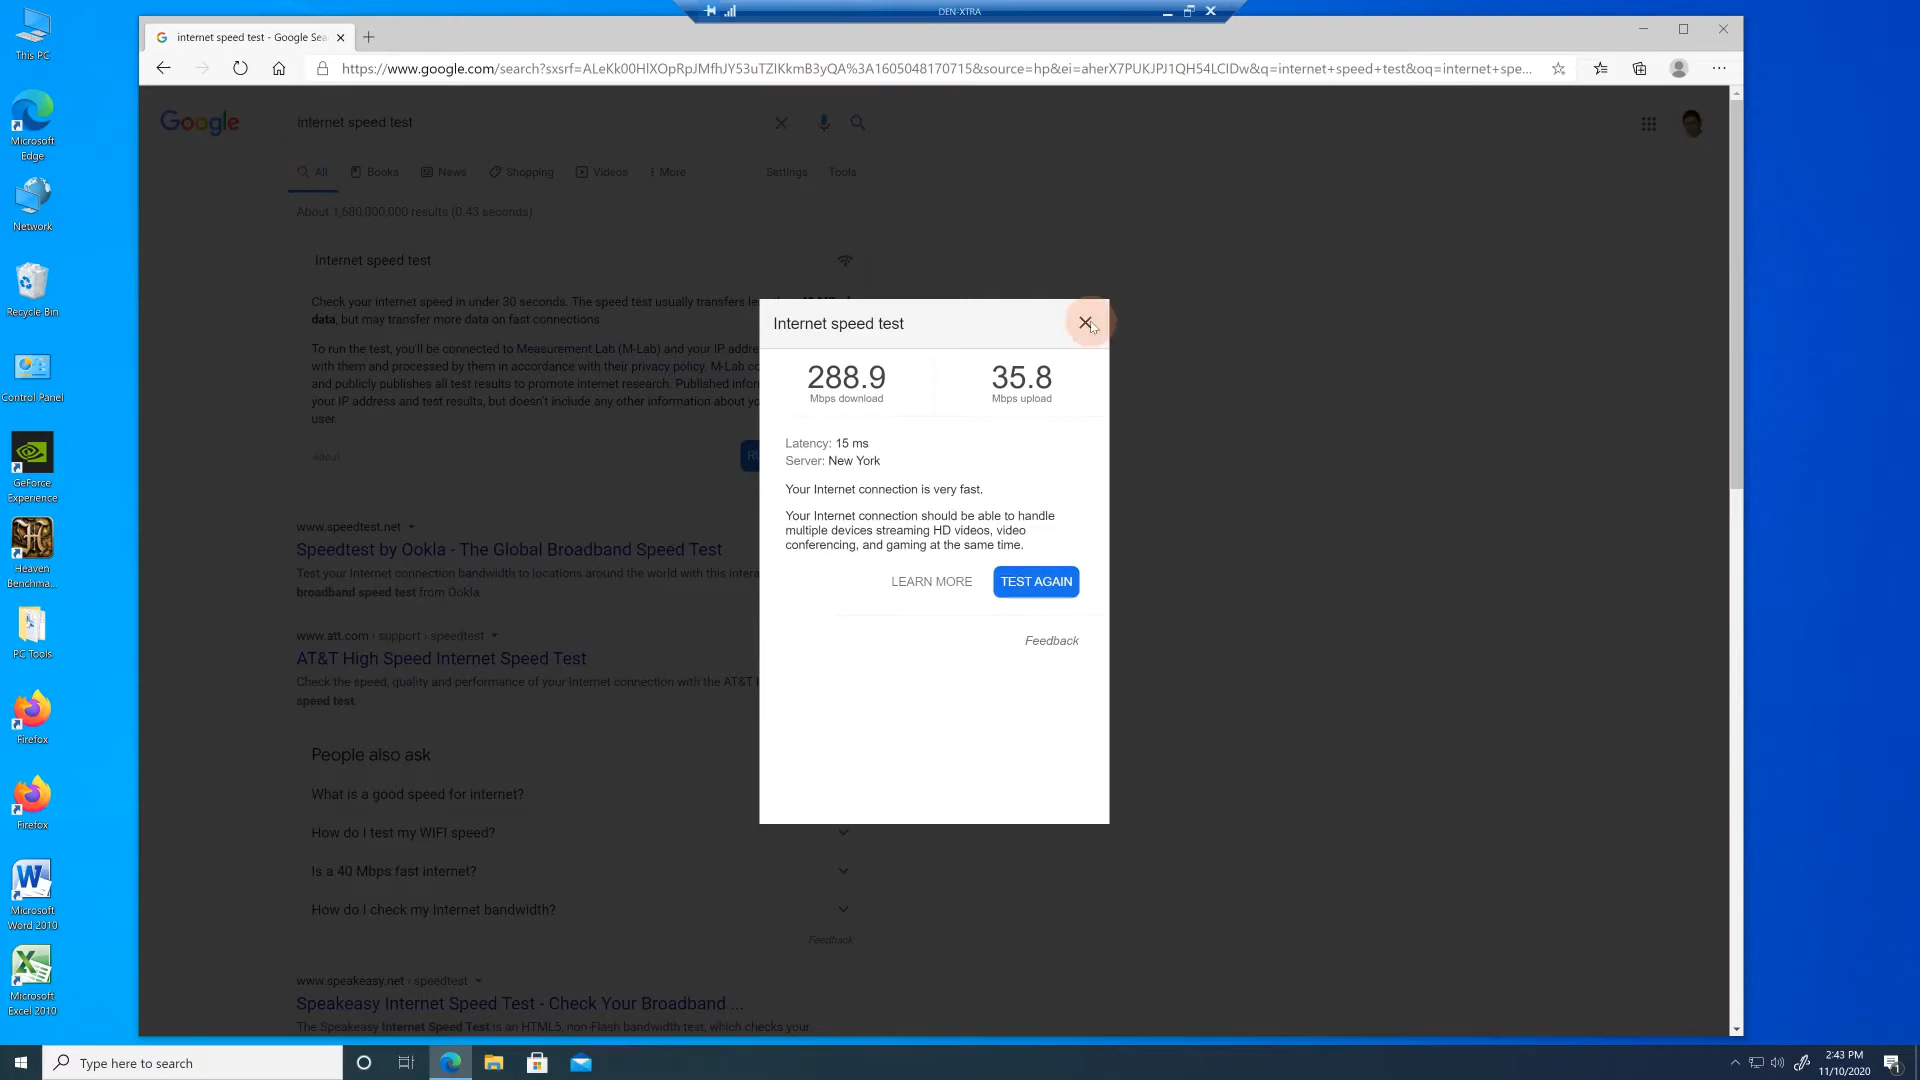 DEN-XTRA
This PC
Microsoft
Edge
Network
Recycle Bin
Control Panel
GeForce
Experience
Heaven
Benchma...
PC Tools
Firefox
Firefox
Microsoft
Word 2010
Microsoft
Excel 2010
internet speed test - Google Sea
https://www.google.com/search?sxsrf=ALeKk00HlXOpRpJMfhJY53uTZIKkmB3yQA%3A1605048170715&source=hp&ei=aherX7PUKJPJ1QH54LCIDw&q=internet+speed+test&oq=internet+spe...
Google
internet speed test
All
Books
News
Shopping
Videos
More
Settings
Tools
About 1,680,000,000 results (0.43 seconds)
Internet speed test
Check your internet speed in under 30 seconds. The speed test usually transfers
data, but may transfer more data on fast connections
To run the test, you'll be connected to Measurement Lab (M-Lab) and your IP addre
with them and processed by them in accordance with their privacy policy. M-Lab co
and publicly publishes all test results to promote internet research. Published infor
your IP address and test results, but doesn't include any other information about yo
user.
About
Internet speed test
288.9
Mbps download
35.8
Mbps upload
Latency: 15 ms
Server: New York
Your Internet connection is very fast.
Your Internet connection should be able to handle
multiple devices streaming HD videos, video
conferencing, and gaming at the same time.
LEARN MORE
TEST AGAIN
Feedback
www.speedtest.net
Speedtest by Ookla - The Global Broadband Speed Test
Test your Internet connection bandwidth to locations around the world with this intera
broadband speed test from Ookla
www.att.com › support › speedtest
AT&T High Speed Internet Speed Test
Check the speed, quality and performance of your Internet connection with the AT&T
speed test.
People also ask
What is a good speed for internet?
How do I test my WIFI speed?
Is a 40 Mbps fast internet?
How do I check my Internet bandwidth?
Feedback
www.speakeasy.net › speedtest
Speakeasy Internet Speed Test - Check Your Broadband ...
The Speakeasy Internet Speed Test is an HTML5, non-Flash bandwidth test, which checks your
Type here to search
2:43 PM
11/10/2020
1